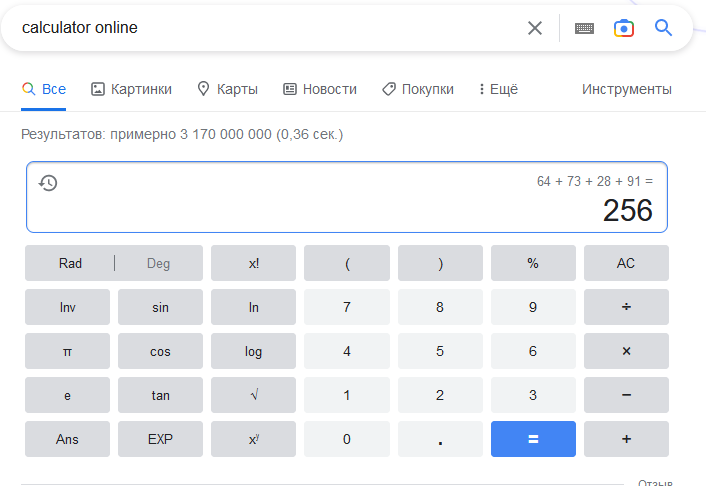 calculator online
Все Картинки Карты Новости Покупки Ещё Инструменты
Результатов: примерно 3 170 000 000 (0,36 сек.)
64 + 73 + 28 + 91 =
256
Rad Deg x! ( ) % AC
Inv sin ln 7 8 9 ÷
π cos log 4 5 6 ×
e tan √ 1 2 3 −
Ans EXP xʸ 0 . = +
Отзыв